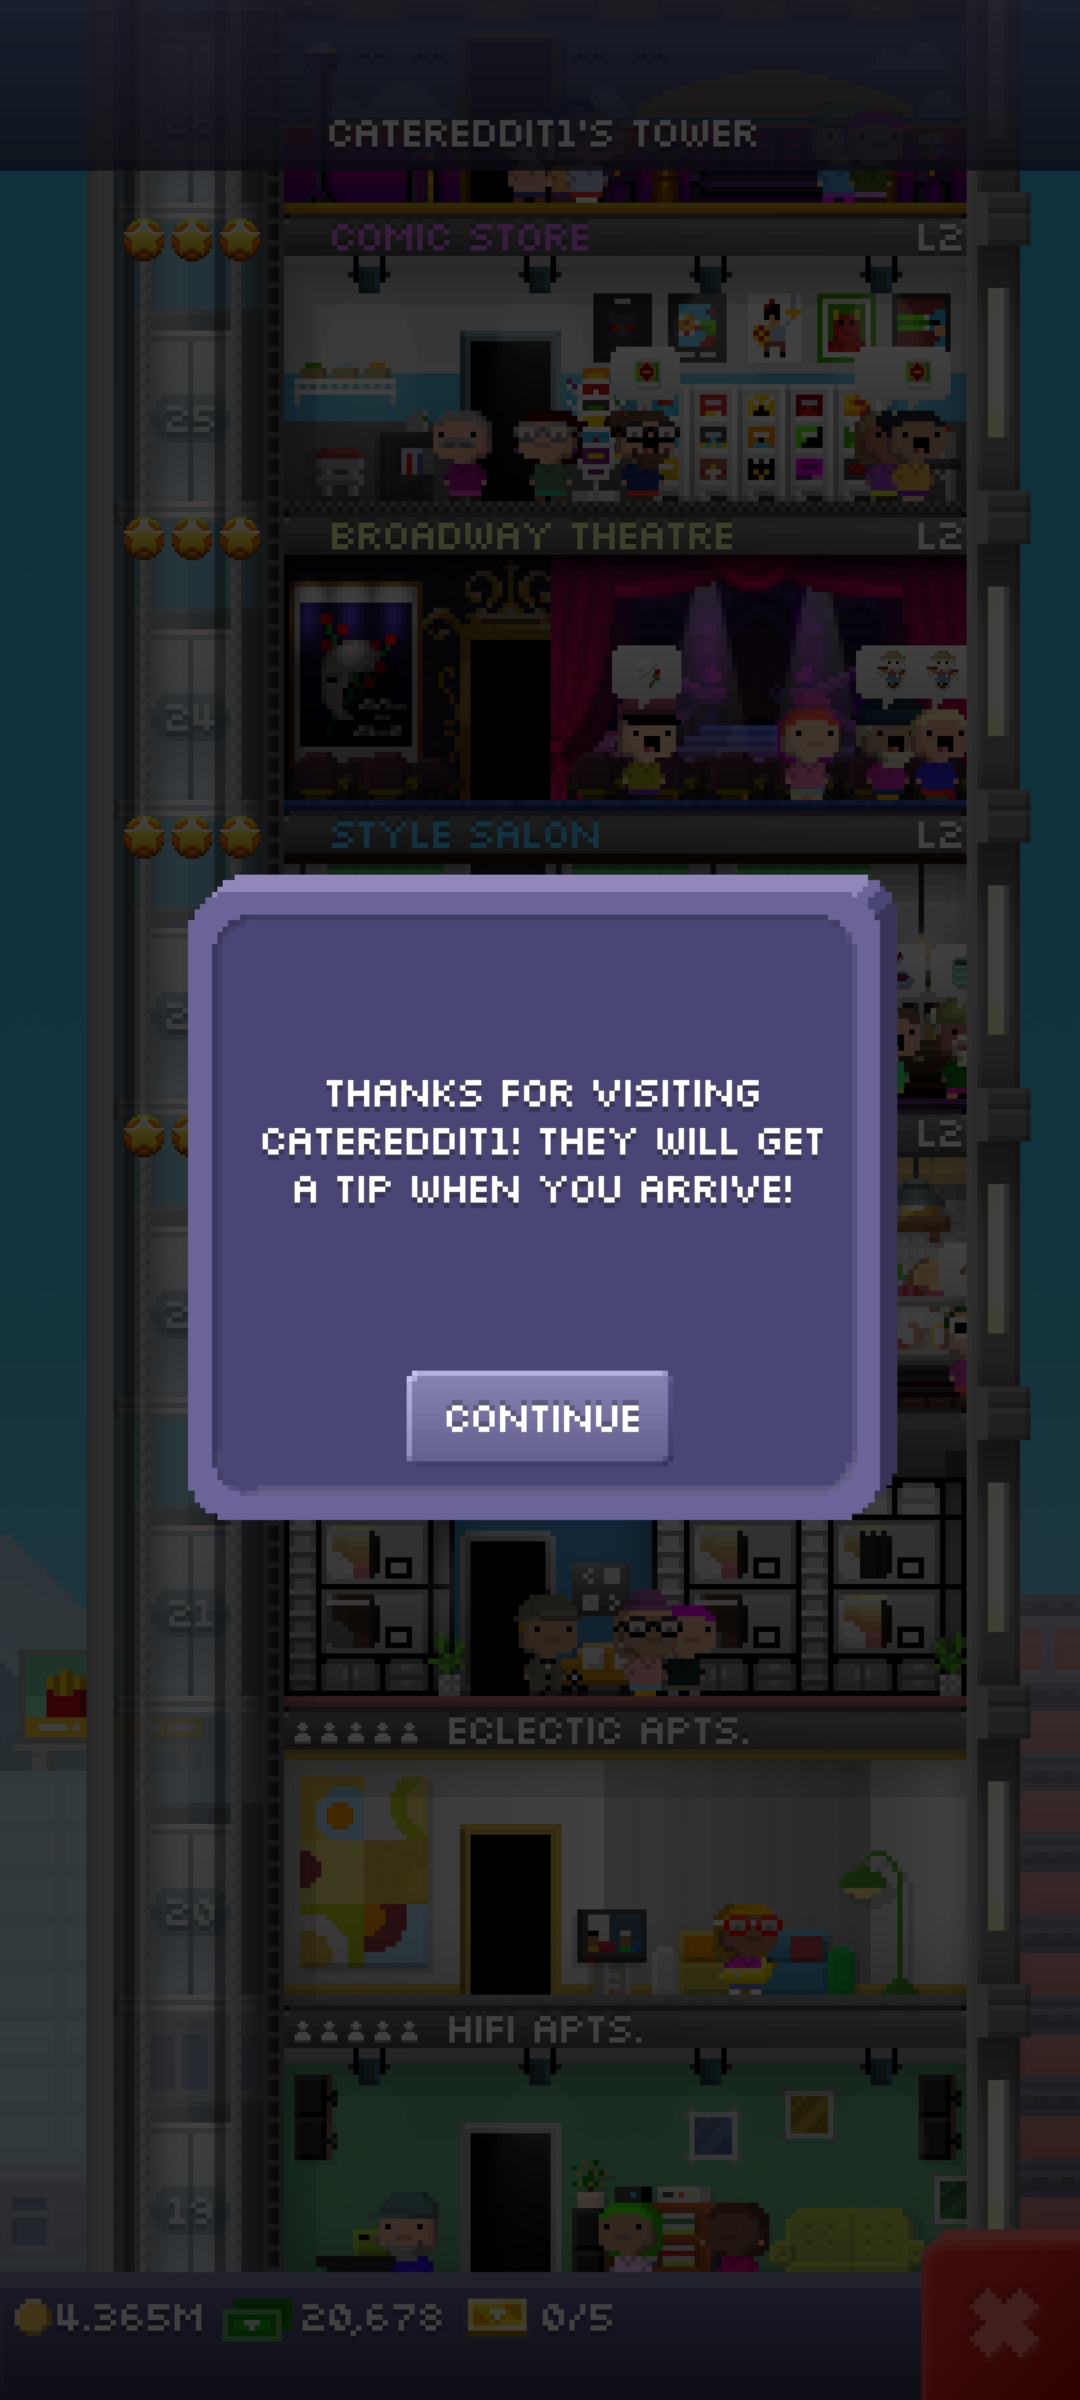 CATEREDDIT1'S TOWER
COMIC STORE L2
25
BROADWAY THEATRE L2
24
STYLE SALON L2
L2
THANKS FOR VISITING
CATEREDDIT1! THEY WILL GET
A TIP WHEN YOU ARRIVE!
CONTINUE
21
ECLECTIC APTS.
20
HIFI APTS.
19
4.365M 20,678 0/5